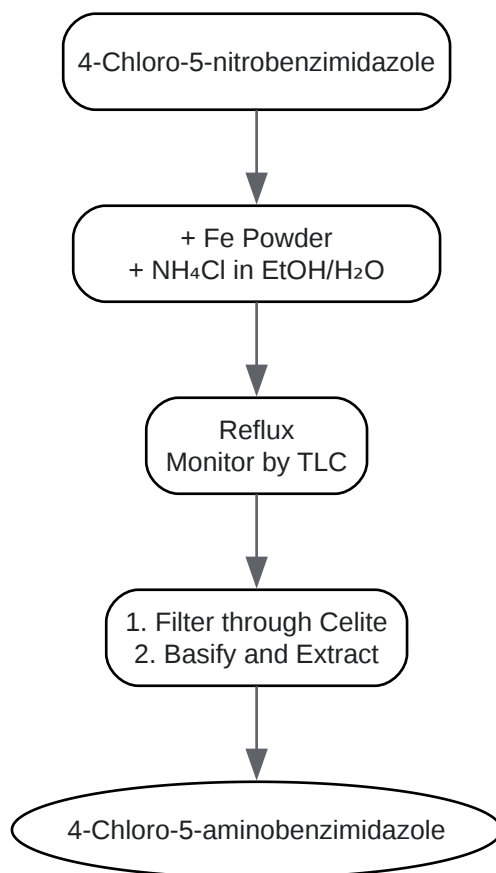 4-Chloro-5-nitrobenzimidazole
+ Fe Powder
+ NH₄Cl in EtOH/H₂O
Reflux
Monitor by TLC
1. Filter through Celite
2. Basify and Extract
4-Chloro-5-aminobenzimidazole